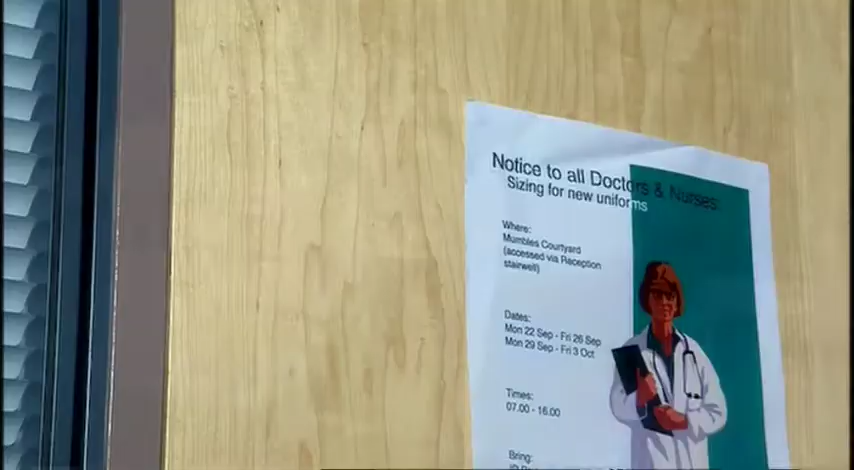 Notice to all Doctors & Nurses:
Sizing for new uniforms
Where:
Mumbles Courtyard
(accessed via Reception
stairwell)
Dates:
Mon 22 Sep - Fri 26 Sep
Mon 29 Sep - Fri 3 Oct
Times:
07.00 - 16.00
Bring: